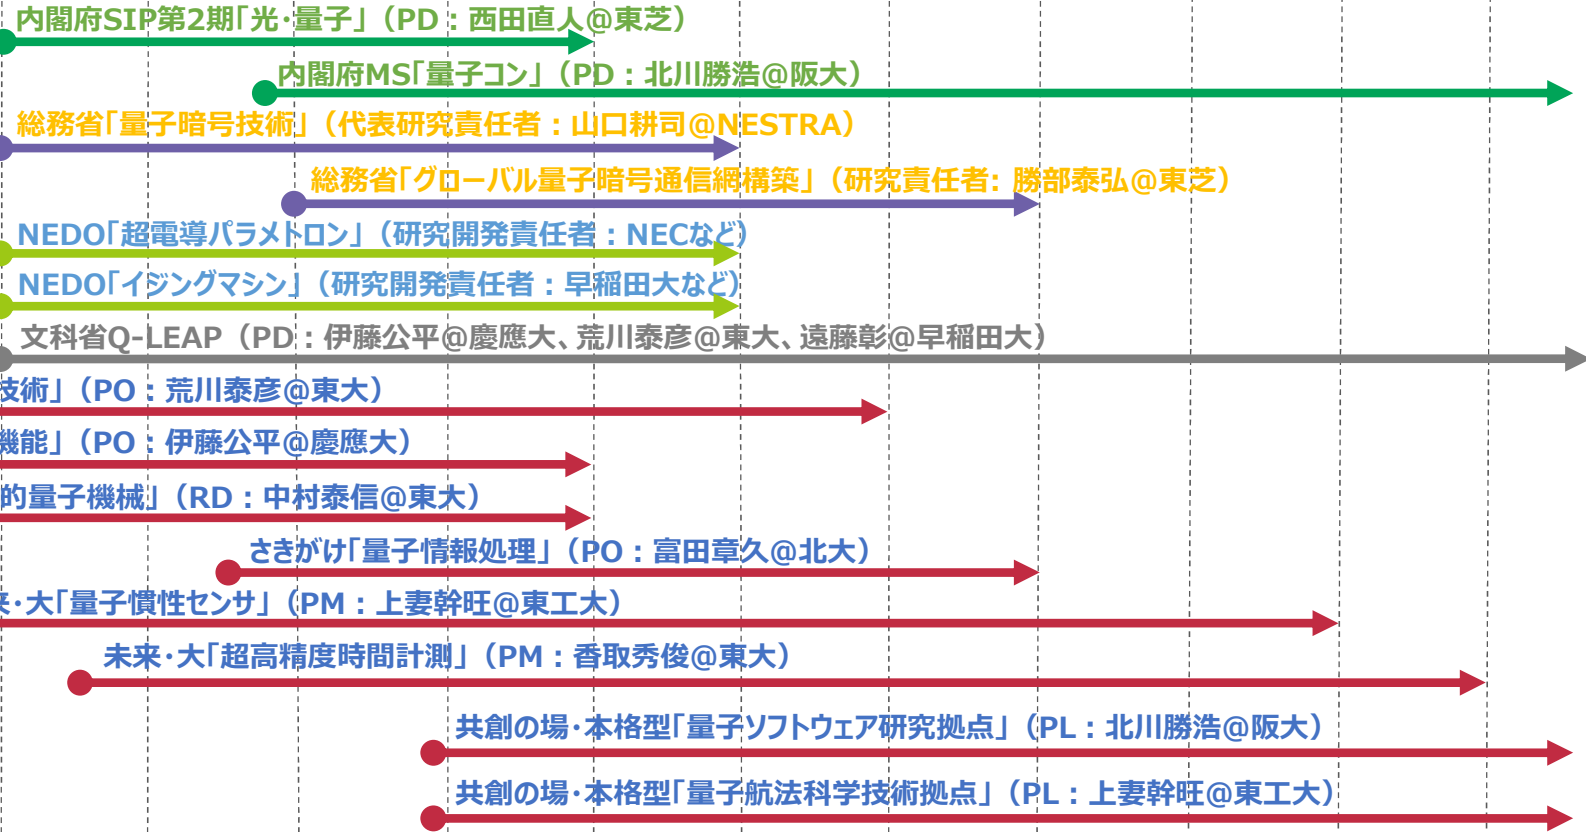 内閣府SIP第2期「光・量子」（PD：西田直人@東芝）
内閣府MS「量子コン」（PD：北川勝浩@阪大）
総務省「量子暗号技術」（代表研究責任者：山口耕司@NESTRA）
総務省「グローバル量子暗号通信網構築」（研究責任者: 勝部泰弘@東芝）
NEDO「超電導パラメトロン」（研究開発責任者：NECなど）
NEDO「イジングマシン」（研究開発責任者：早稲田大など）
文科省Q-LEAP（PD：伊藤公平@慶應大、荒川泰彦@東大、遠藤彰@早稲田大）
技術」（PO：荒川泰彦@東大）
機能」（PO：伊藤公平@慶應大）
的量子機械」（RD：中村泰信@東大）
さきがけ「量子情報処理」（PO：富田章久@北大）
来・大「量子慣性センサ」（PM：上妻幹旺@東工大）
未来・大「超高精度時間計測」（PM：香取秀俊@東大）
共創の場・本格型「量子ソフトウェア研究拠点」（PL：北川勝浩@阪大）
共創の場・本格型「量子航法科学技術拠点」（PL：上妻幹旺@東工大）